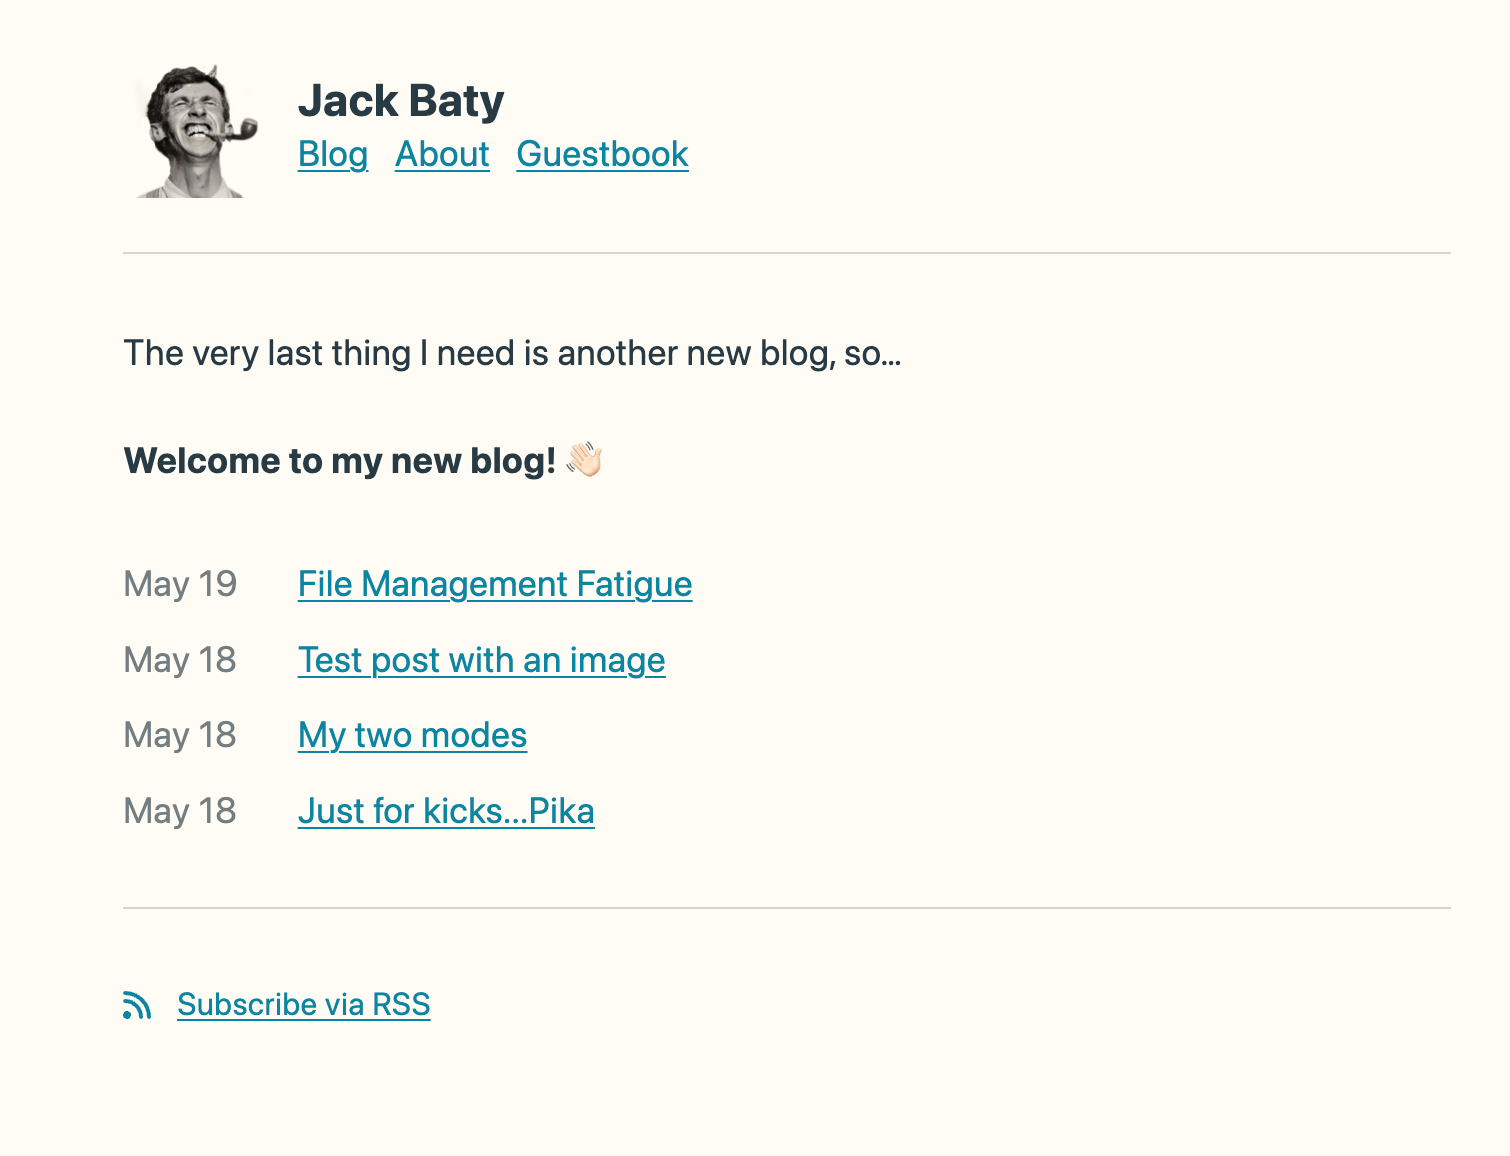 Jack Baty
Blog About Guestbook
The very last thing I need is another new blog, so…
Welcome to my new blog! 👋🏻
May 19 File Management Fatigue
May 18 Test post with an image
May 18 My two modes
May 18 Just for kicks…Pika
Subscribe via RSS